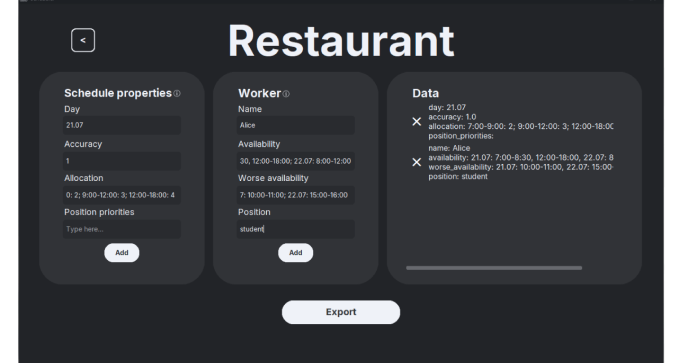 <
Restaurant
Schedule properties
Day
21.07
Accuracy
1
Allocation
0: 2; 9:00-12:00: 3; 12:00-18:00: 4
Position priorities
Type here...
Add
Worker
Name
Alice
Availability
30, 12:00-18:00; 22.07: 8:00-12:00
Worse availability
7: 10:00-11:00; 22.07: 15:00-16:00
Position
student
Add
Data
day: 21.07
accuracy: 1.0
allocation: 7:00-9:00: 2; 9:00-12:00: 3; 12:00-18:00
position_priorities:
name: Alice
availability: 21.07: 7:00-8:30, 12:00-18:00, 22.07: 8
worse_availability: 21.07: 10:00-11:00, 22.07: 15:00-
position: student
Export